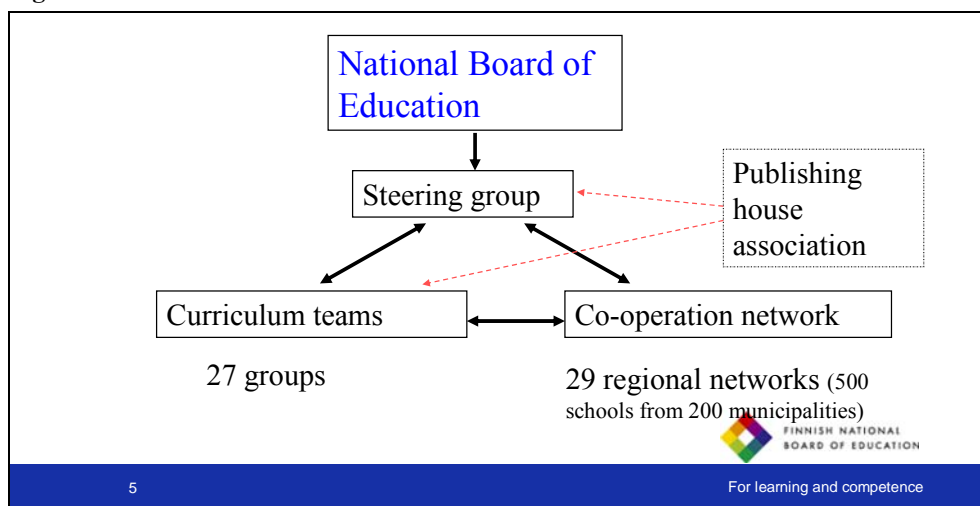 National Board of
Education
Steering group
Publishing
house
association
Curriculum teams
Co-operation network
27 groups
29 regional networks (500
schools from 200 municipalities)
FINNISH NATIONAL
BOARD OF EDUCATION
5
For learning and competence